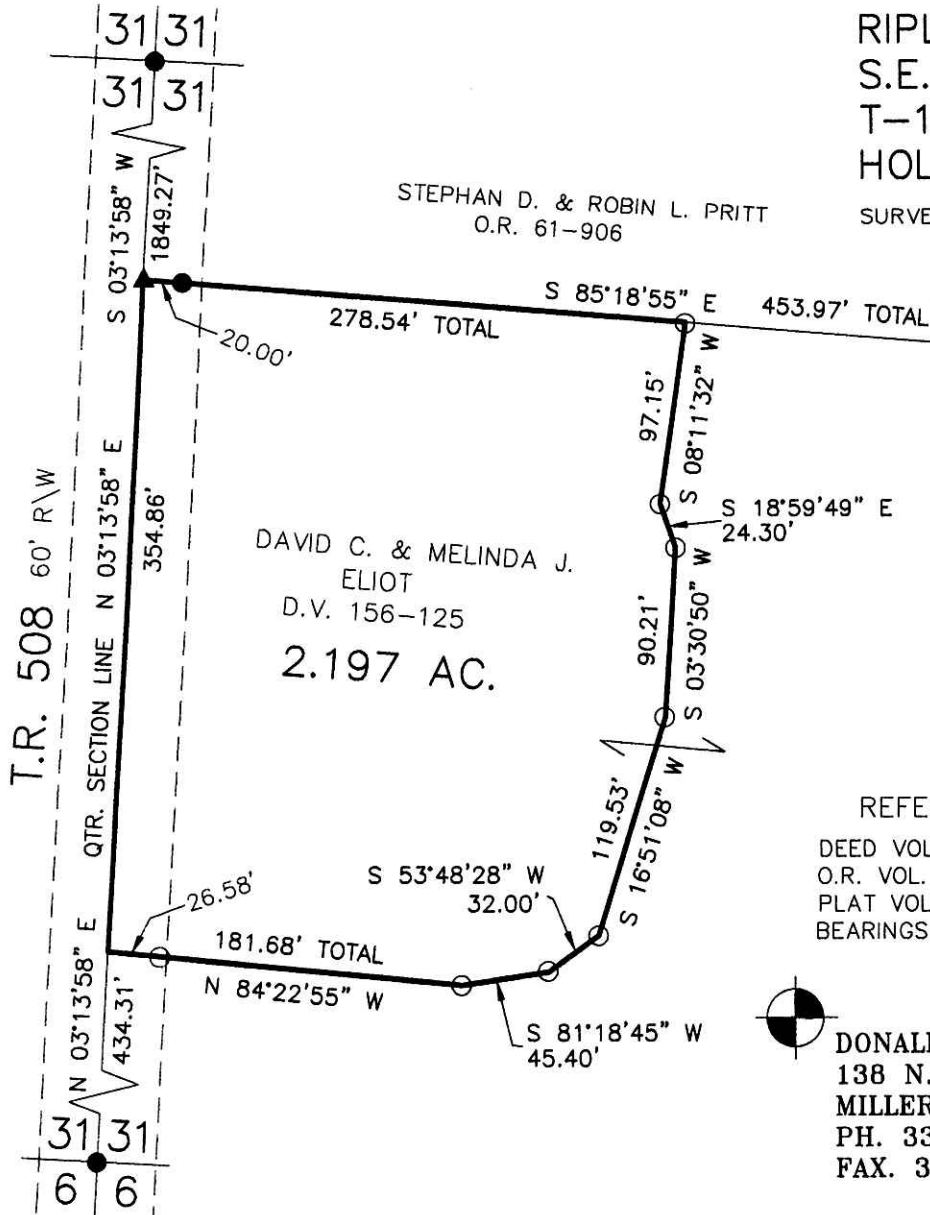 31 31
31 31
S 03°13'58" W
1849.27'
RIPL
S.E.
T-1
HOL
SURVE
STEPHAN D. & ROBIN L. PRITT
O.R. 61-906
S 85°18'55" E
453.97' TOTAL
278.54' TOTAL
20.00'
97.15'
S 08°11'32" W
S 18°59'49" E
24.30'
T.R. 508 60' R\W
QTR. SECTION LINE N 03°13'58" E
354.86'
DAVID C. & MELINDA J.
ELIOT
D.V. 156-125
2.197 AC.
90.21'
S 03°30'50" W
119.53'
S 16°51'08" W
REFE
DEED VOL
O.R. VOL.
PLAT VOL
BEARINGS
S 53°48'28" W
32.00'
26.58'
181.68' TOTAL
N 84°22'55" W
S 81°18'45" W
45.40'
N 03°13'58" E
434.31'
DONALD
138 N.
MILLER
PH. 33
FAX. 3
31 31
6 6